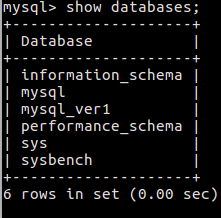 mysql> show databases;
+--------------------+
| Database           |
+--------------------+
| information_schema |
| mysql              |
| mysql_ver1         |
| performance_schema |
| sys                |
| sysbench           |
+--------------------+
6 rows in set (0.00 sec)